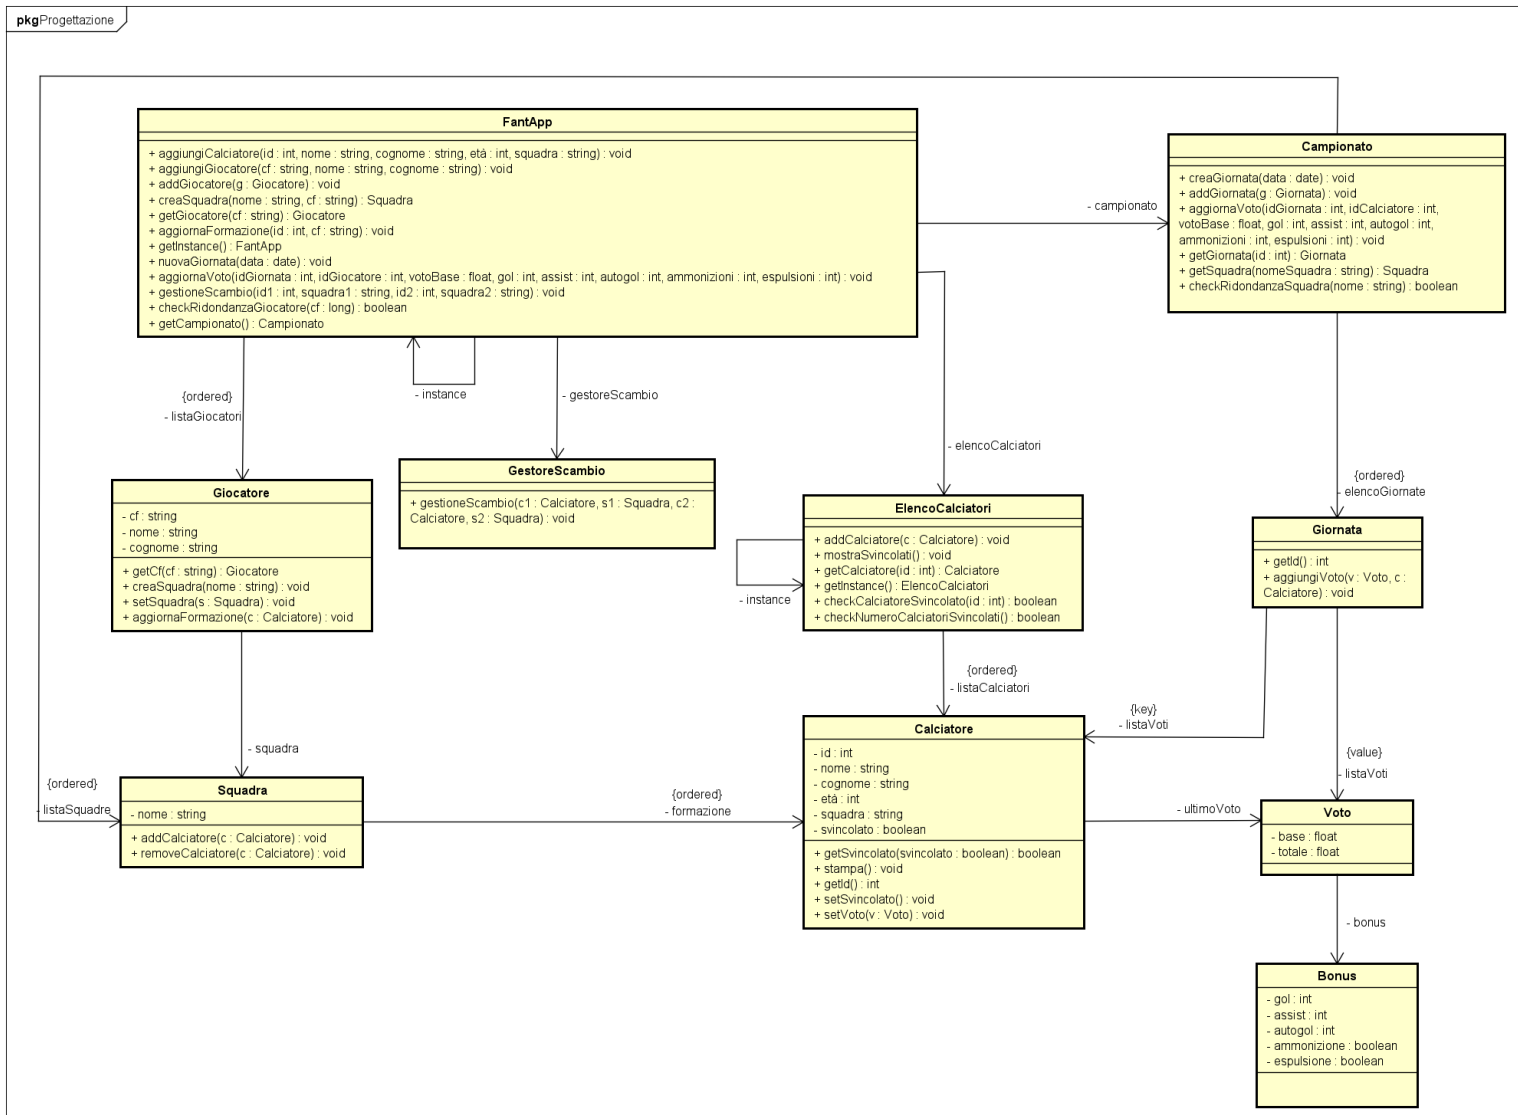 pkg Progettazione
FantApp
+ aggiungiCalciatore(id : int, nome : string, cognome : string, età : int, squadra : string) : void
+ aggiungiGiocatore(cf : string, nome : string, cognome : string) : void
+ addGiocatore(g : Giocatore) : void
+ creaSquadra(nome : string, cf : string) : Squadra
+ getGiocatore(cf : string) : Giocatore
+ aggiornaFormazione(id : int, cf : string) : void
+ getInstance() : FantApp
+ nuovaGiornata(data : date) : void
+ aggiornaVoto(idGiornata : int, idGiocatore : int, votoBase : float, gol : int, assist : int, autogol : int, ammonizioni : int, espulsioni : int) : void
+ gestioneScambio(id1 : int, squadra1 : string, id2 : int, squadra2 : string) : void
+ checkRidondanzaGiocatore(cf : long) : boolean
+ getCampionato() : Campionato
- campionato
Campionato
+ creaGiornata(data : date) : void
+ addGiornata(g : Giornata) : void
+ aggiornaVoto(idGiornata : int, idCalciatore : int,
votoBase : float, gol : int, assist : int, autogol : int,
ammonizioni : int, espulsioni : int) : void
+ getGiornata(id : int) : Giornata
+ getSquadra(nomeSquadra : string) : Squadra
+ checkRidondanzaSquadra(nome : string) : boolean
{ordered}
- listaGiocatori
- instance
- gestoreScambio
- elencoCalciatori
{ordered}
- elencoGiornate
Giocatore
- cf : string
- nome : string
- cognome : string
+ getCf(cf : string) : Giocatore
+ creaSquadra(nome : string) : void
+ setSquadra(s : Squadra) : void
+ aggiornaFormazione(c : Calciatore) : void
GestoreScambio
+ gestioneScambio(c1 : Calciatore, s1 : Squadra, c2 :
Calciatore, s2 : Squadra) : void
ElencoCalciatori
+ addCalciatore(c : Calciatore) : void
+ mostraSvincolati() : void
+ getCalciatore(id : int) : Calciatore
+ getInstance() : ElencoCalciatori
+ checkCalciatoreSvincolato(id : int) : boolean
+ checkNumeroCalciatoriSvincolati() : boolean
- instance
Giornata
+ getId() : int
+ aggiungiVoto(v : Voto, c :
Calciatore) : void
{ordered}
- listaCalciatori
{key}
- listaVoti
{value}
- listaVoti
- squadra
{ordered}
- listaSquadre
Squadra
- nome : string
+ addCalciatore(c : Calciatore) : void
+ removeCalciatore(c : Calciatore) : void
{ordered}
- formazione
Calciatore
- id : int
- nome : string
- cognome : string
- età : int
- squadra : string
- svincolato : boolean
+ getSvincolato(svincolato : boolean) : boolean
+ stampa() : void
+ getId() : int
+ setSvincolato() : void
+ setVoto(v : Voto) : void
- ultimoVoto
Voto
- base : float
- totale : float
- bonus
Bonus
- gol : int
- assist : int
- autogol : int
- ammonizione : boolean
- espulsione : boolean